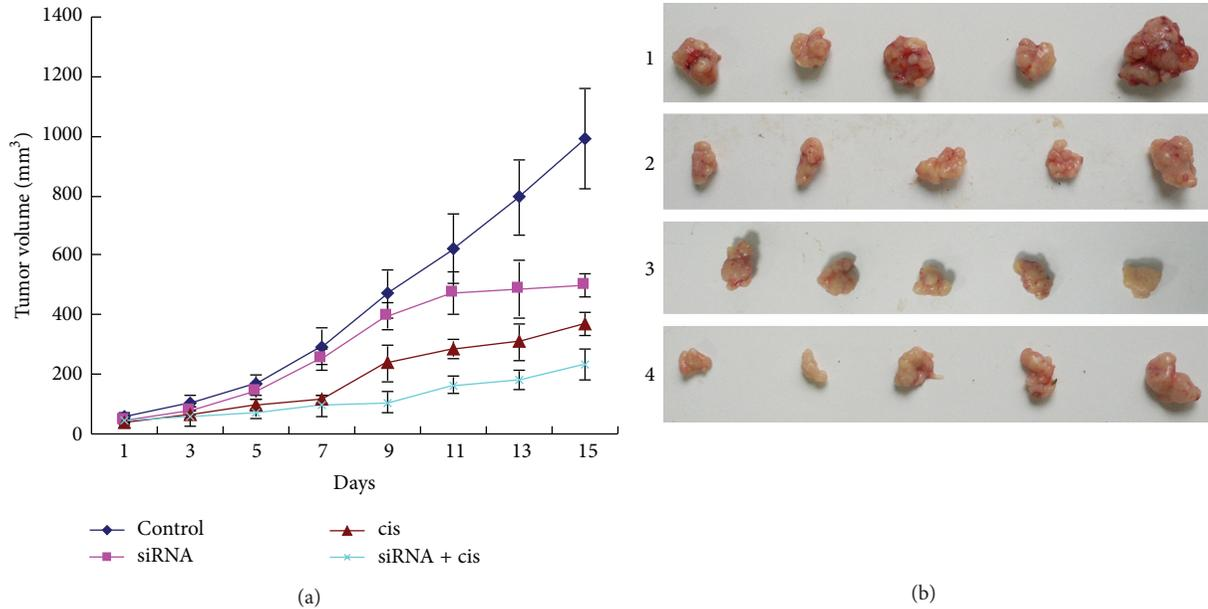 1400
1200
1000
800
600
400
200
0
Tumor volume (mm³)
1 3 5 7 9 11 13 15
Days
Control
siRNA
cis
siRNA + cis
(a)
1
2
3
4
(b)